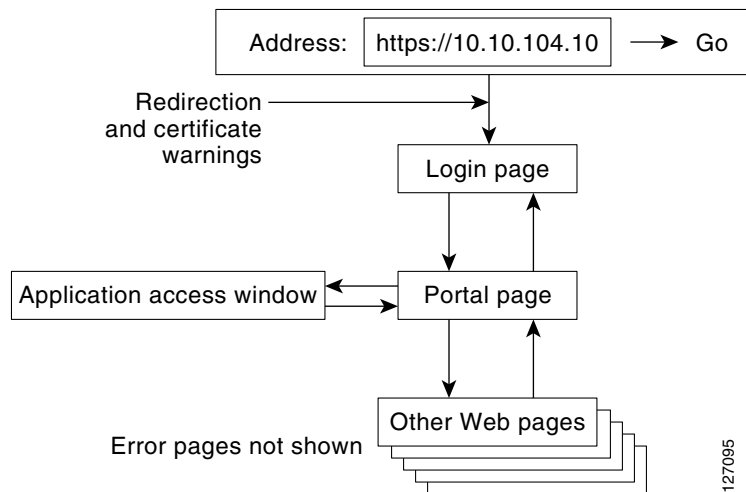 Address: https://10.10.104.10 Go
Redirection
and certificate
warnings
Login page
Application access window
Portal page
Other Web pages
Error pages not shown
127095